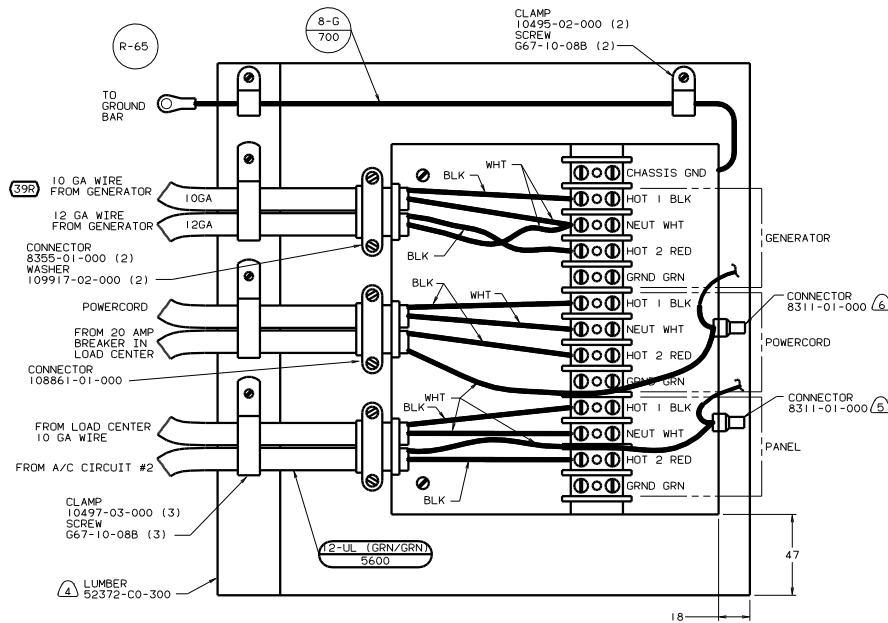 CLAMP
10495-02-000 (2)
SCREW
G67-10-08B (2)
8-G
700
R-65
TO
GROUND
BAR
39R
10 GA WIRE
FROM GENERATOR
10GA
12 GA WIRE
FROM GENERATOR
12GA
CONNECTOR
8355-01-000 (2)
WASHER
109917-02-000 (2)
POWERCORD
FROM 20 AMP
BREAKER IN
LOAD CENTER
CONNECTOR
108861-01-000
FROM LOAD CENTER
10 GA WIRE
FROM A/C CIRCUIT #2
CLAMP
10497-03-000 (3)
SCREW
G67-10-08B (3)
12-UL (GRN/GRN)
5600
4
LUMBER
52372-C0-300
BLK
WHT
BLK
BLK
WHT
WHT
BLK
BLK
CHASSIS GND
HOT 1 BLK
NEUT WHT
HOT 2 RED
GRND GRN
GENERATOR
HOT 1 BLK
NEUT WHT
HOT 2 RED
GRND GRN
POWERCORD
HOT 1 BLK
NEUT WHT
HOT 2 RED
GRND GRN
PANEL
CONNECTOR
8311-01-000
6
CONNECTOR
8311-01-000
5
47
18